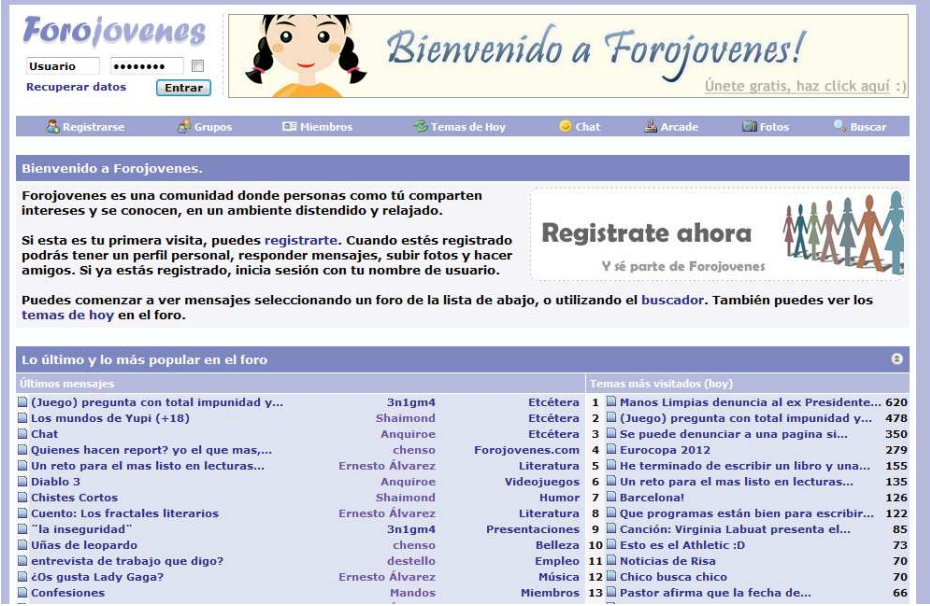 Forojovenes
Bienvenido a Forojovenes!
Usuario ••••••••
Recuperar datos Entrar
Únete gratis, haz click aquí :)
Registrarse Grupos Miembros Temas de Hoy Chat Arcade Fotos Buscar
Bienvenido a Forojovenes.
Forojovenes es una comunidad donde personas como tú comparten
intereses y se conocen, en un ambiente distendido y relajado.
Si esta es tu primera visita, puedes registrarte. Cuando estés registrado
podrás tener un perfil personal, responder mensajes, subir fotos y hacer
amigos. Si ya estás registrado, inicia sesión con tu nombre de usuario.
Registrate ahora
Y sé parte de Forojovenes
Puedes comenzar a ver mensajes seleccionando un foro de la lista de abajo, o utilizando el buscador. También puedes ver los
temas de hoy en el foro.
Lo último y lo más popular en el foro
Últimos mensajes Temas más visitados (hoy)
(Juego) pregunta con total impunidad y... 3n1gm4 Etcétera 1 Manos Limpias denuncia al ex Presidente... 620
Los mundos de Yupi (+18) Shaimond Etcétera 2 (Juego) pregunta con total impunidad y... 478
Chat Anquiroe Etcétera 3 Se puede denunciar a una pagina si... 350
Quienes hacen report? yo el que mas,... chenso Forojovenes.com 4 Eurocopa 2012 279
Un reto para el mas listo en lecturas... Ernesto Álvarez Literatura 5 He terminado de escribir un libro y una... 155
Diablo 3 Anquiroe Videojuegos 6 Un reto para el mas listo en lecturas... 135
Chistes Cortos Shaimond Humor 7 Barcelona! 126
Cuento: Los fractales literarios Ernesto Álvarez Literatura 8 Que programas están bien para escribir... 122
¨la inseguridad¨ 3n1gm4 Presentaciones 9 Canción: Virginia Labuat presenta el... 85
Uñas de leopardo chenso Belleza 10 Esto es el Athletic :D 73
entrevista de trabajo que digo? destello Empleo 11 Noticias de Risa 70
¿Os gusta Lady Gaga? Ernesto Álvarez Música 12 Chico busca chico 70
Confesiones Mandos Miembros 13 Pastor afirma que la fecha de... 66